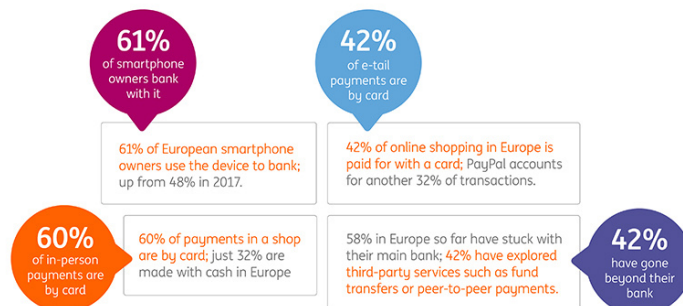 61%
of smartphone
owners bank
with it
42%
of e-tail
payments are
by card
61% of European smartphone
owners use the device to bank;
up from 48% in 2017.
42% of online shopping in Europe is
paid for with a card; PayPal accounts
for another 32% of transactions.
60%
of in-person
payments are
by card
60% of payments in a shop
are by card; just 32% are
made with cash in Europe
58% in Europe so far have stuck with
their main bank; 42% have explored
third-party services such as fund
transfers or peer-to-peer payments.
42%
have gone
beyond their
bank